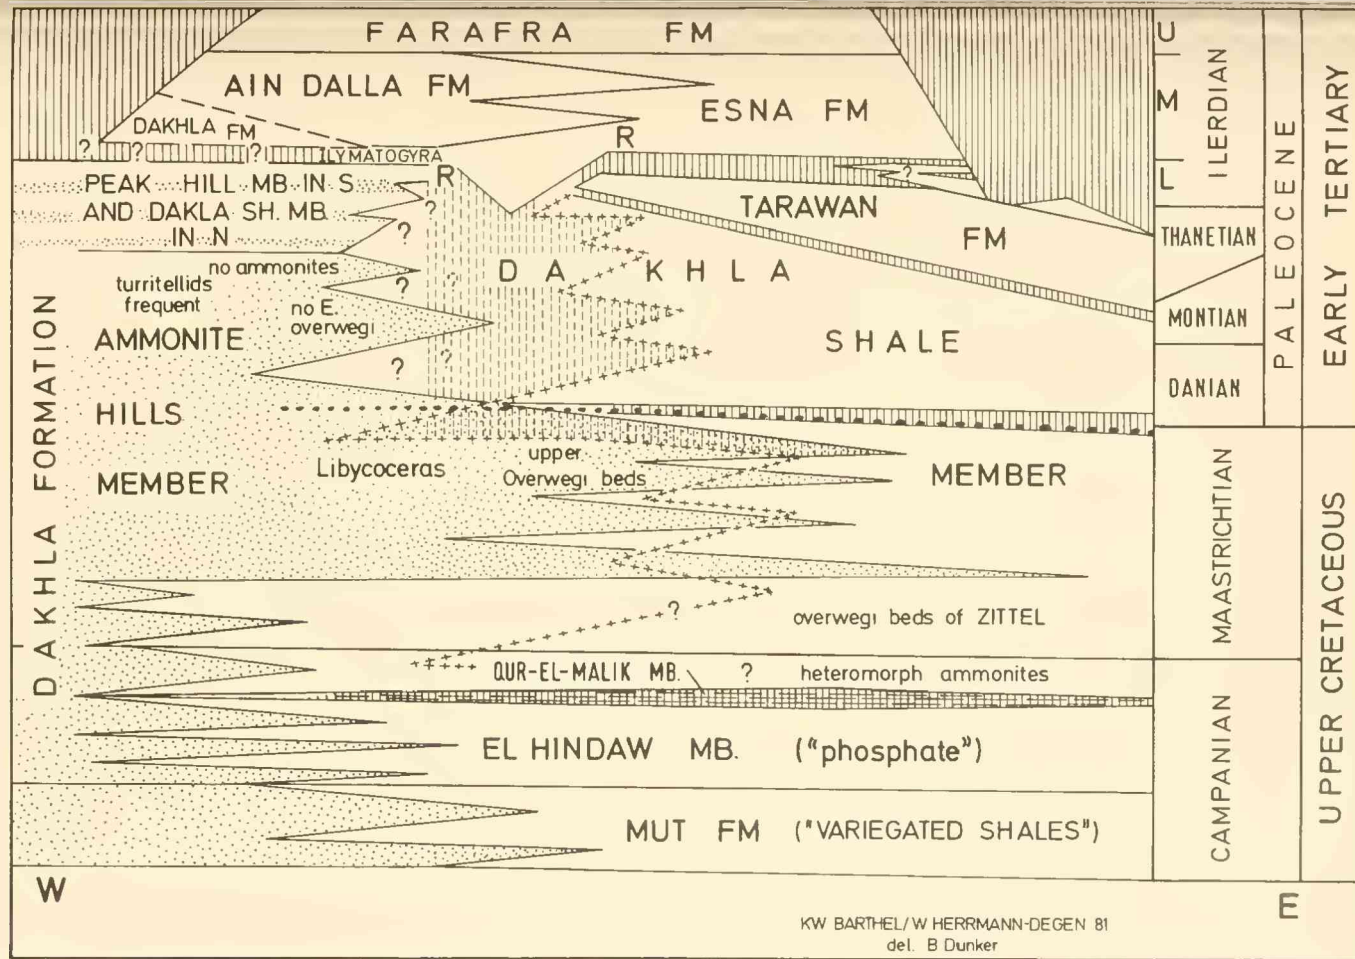 FARAFRA FM
AIN DALLA FM
ESNA FM
DAKHLA FM
? ? ?
ILYMATOGYRA
R
R
?
PEAK HILL MB IN S
AND DAKLA SH. MB.
IN N
?
?
TARAWAN
FM
no ammonites
turritellids
frequent
?
?
DAKHLA
no E.
overwegi
AMMONITE
?
?
SHALE
HILLS
MEMBER
Libycoceras
upper
Overwegi beds
MEMBER
DAKHLA FORMATION
?
overwegi beds of ZITTEL
QUR-EL-MALIK MB.
?
heteromorph ammonites
EL HINDAW MB. ("phosphate")
MUT FM ("VARIEGATED SHALES")
U
M
L
ILERDIAN
THANETIAN
MONTIAN
DANIAN
PALEOCENE
EARLY TERTIARY
MAASTRICHTIAN
CAMPANIAN
UPPER CRETACEOUS
W
E
KW BARTHEL/W HERRMANN-DEGEN 81
del. B Dunker